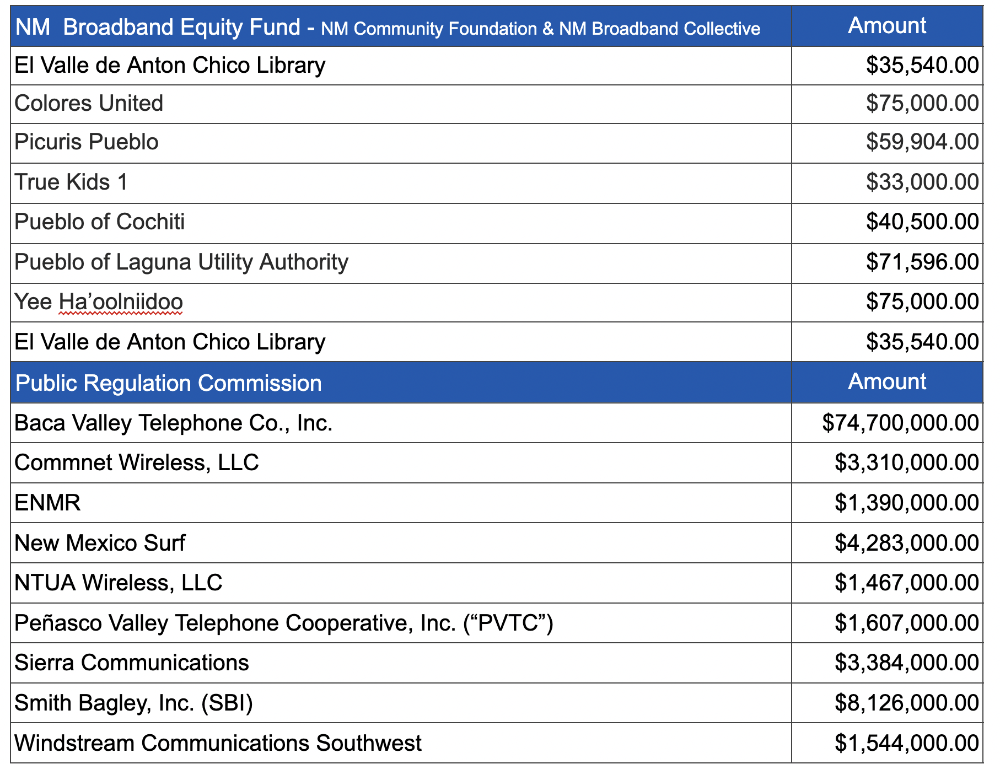 NM  Broadband Equity Fund - NM Community Foundation & NM Broadband Collective Amount
El Valle de Anton Chico Library $35,540.00
Colores United $75,000.00
Picuris Pueblo $59,904.00
True Kids 1 $33,000.00
Pueblo of Cochiti $40,500.00
Pueblo of Laguna Utility Authority $71,596.00
Yee Ha’oolniidoo $75,000.00
El Valle de Anton Chico Library $35,540.00
Public Regulation Commission Amount
Baca Valley Telephone Co., Inc. $74,700,000.00
Commnet Wireless, LLC $3,310,000.00
ENMR $1,390,000.00
New Mexico Surf $4,283,000.00
NTUA Wireless, LLC $1,467,000.00
Peñasco Valley Telephone Cooperative, Inc. (“PVTC”) $1,607,000.00
Sierra Communications $3,384,000.00
Smith Bagley, Inc. (SBI) $8,126,000.00
Windstream Communications Southwest $1,544,000.00